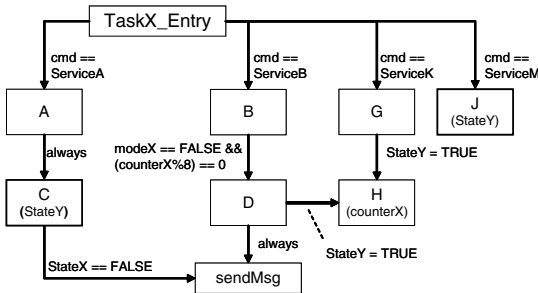 TaskX_Entry
cmd ==
ServiceA
cmd ==
ServiceB
cmd ==
ServiceK
cmd ==
ServiceM
A
B
G
J
(StateY)
always
modeX == FALSE &&
(counterX%8) == 0
StateY = TRUE
C
(StateY)
D
H
(counterX)
always
StateY = TRUE
StateX == FALSE
sendMsg